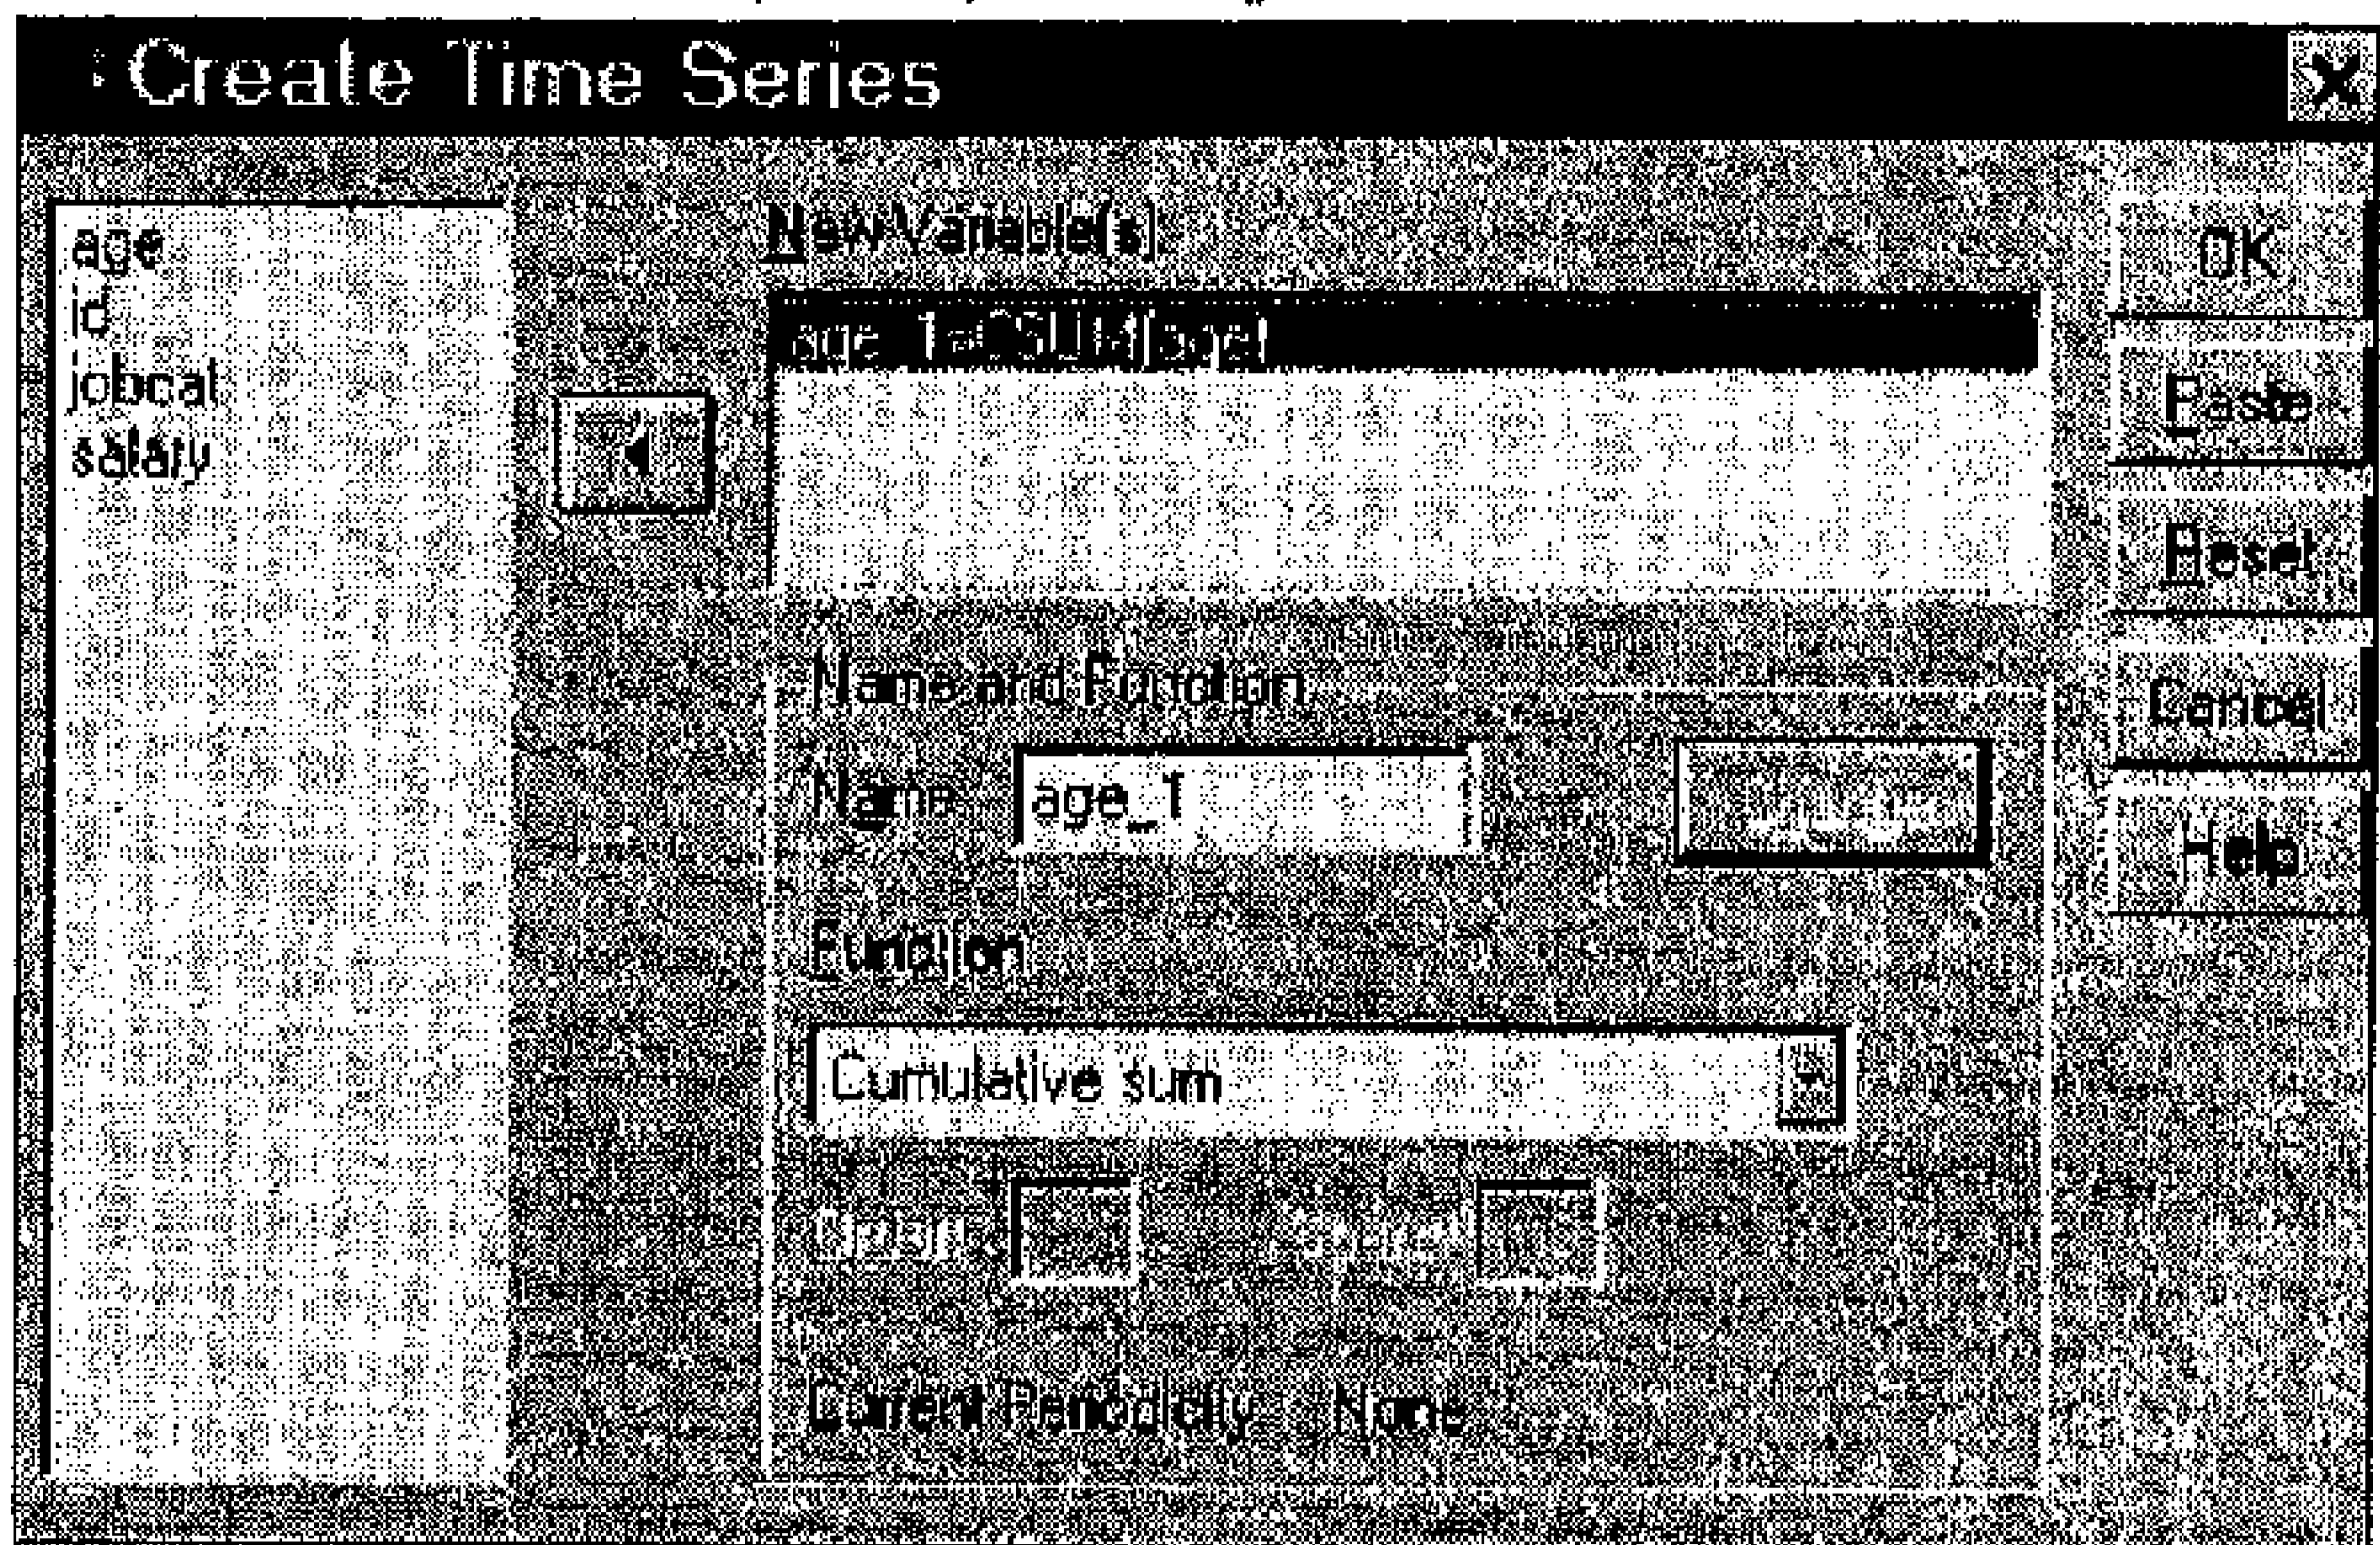 Create Time Series
age
id
jobcat
salary
New Variable(s)
age_1=CSUM(age)
Name and Function
Name age_1
Function
Cumulative sum
Span
Current Periodicity None
OK
Paste
Reset
Cancel
Help